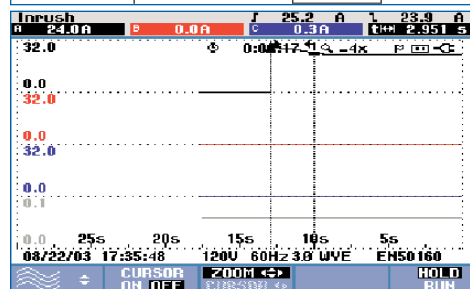 Inrush 25.2 A 23.9 A
A 24.0A B 0.0A C 0.3A 2.951 s
32.0 -4x
0.0
32.0
0.0
32.0
0.0
0.1
0.0 25s 20s 15s 10s 5s
08/22/03 17:35:48 120V 60Hz 3Ø WYE EN50160
CURSOR ZOOM HOLD
ON OFF CURSOR RUN